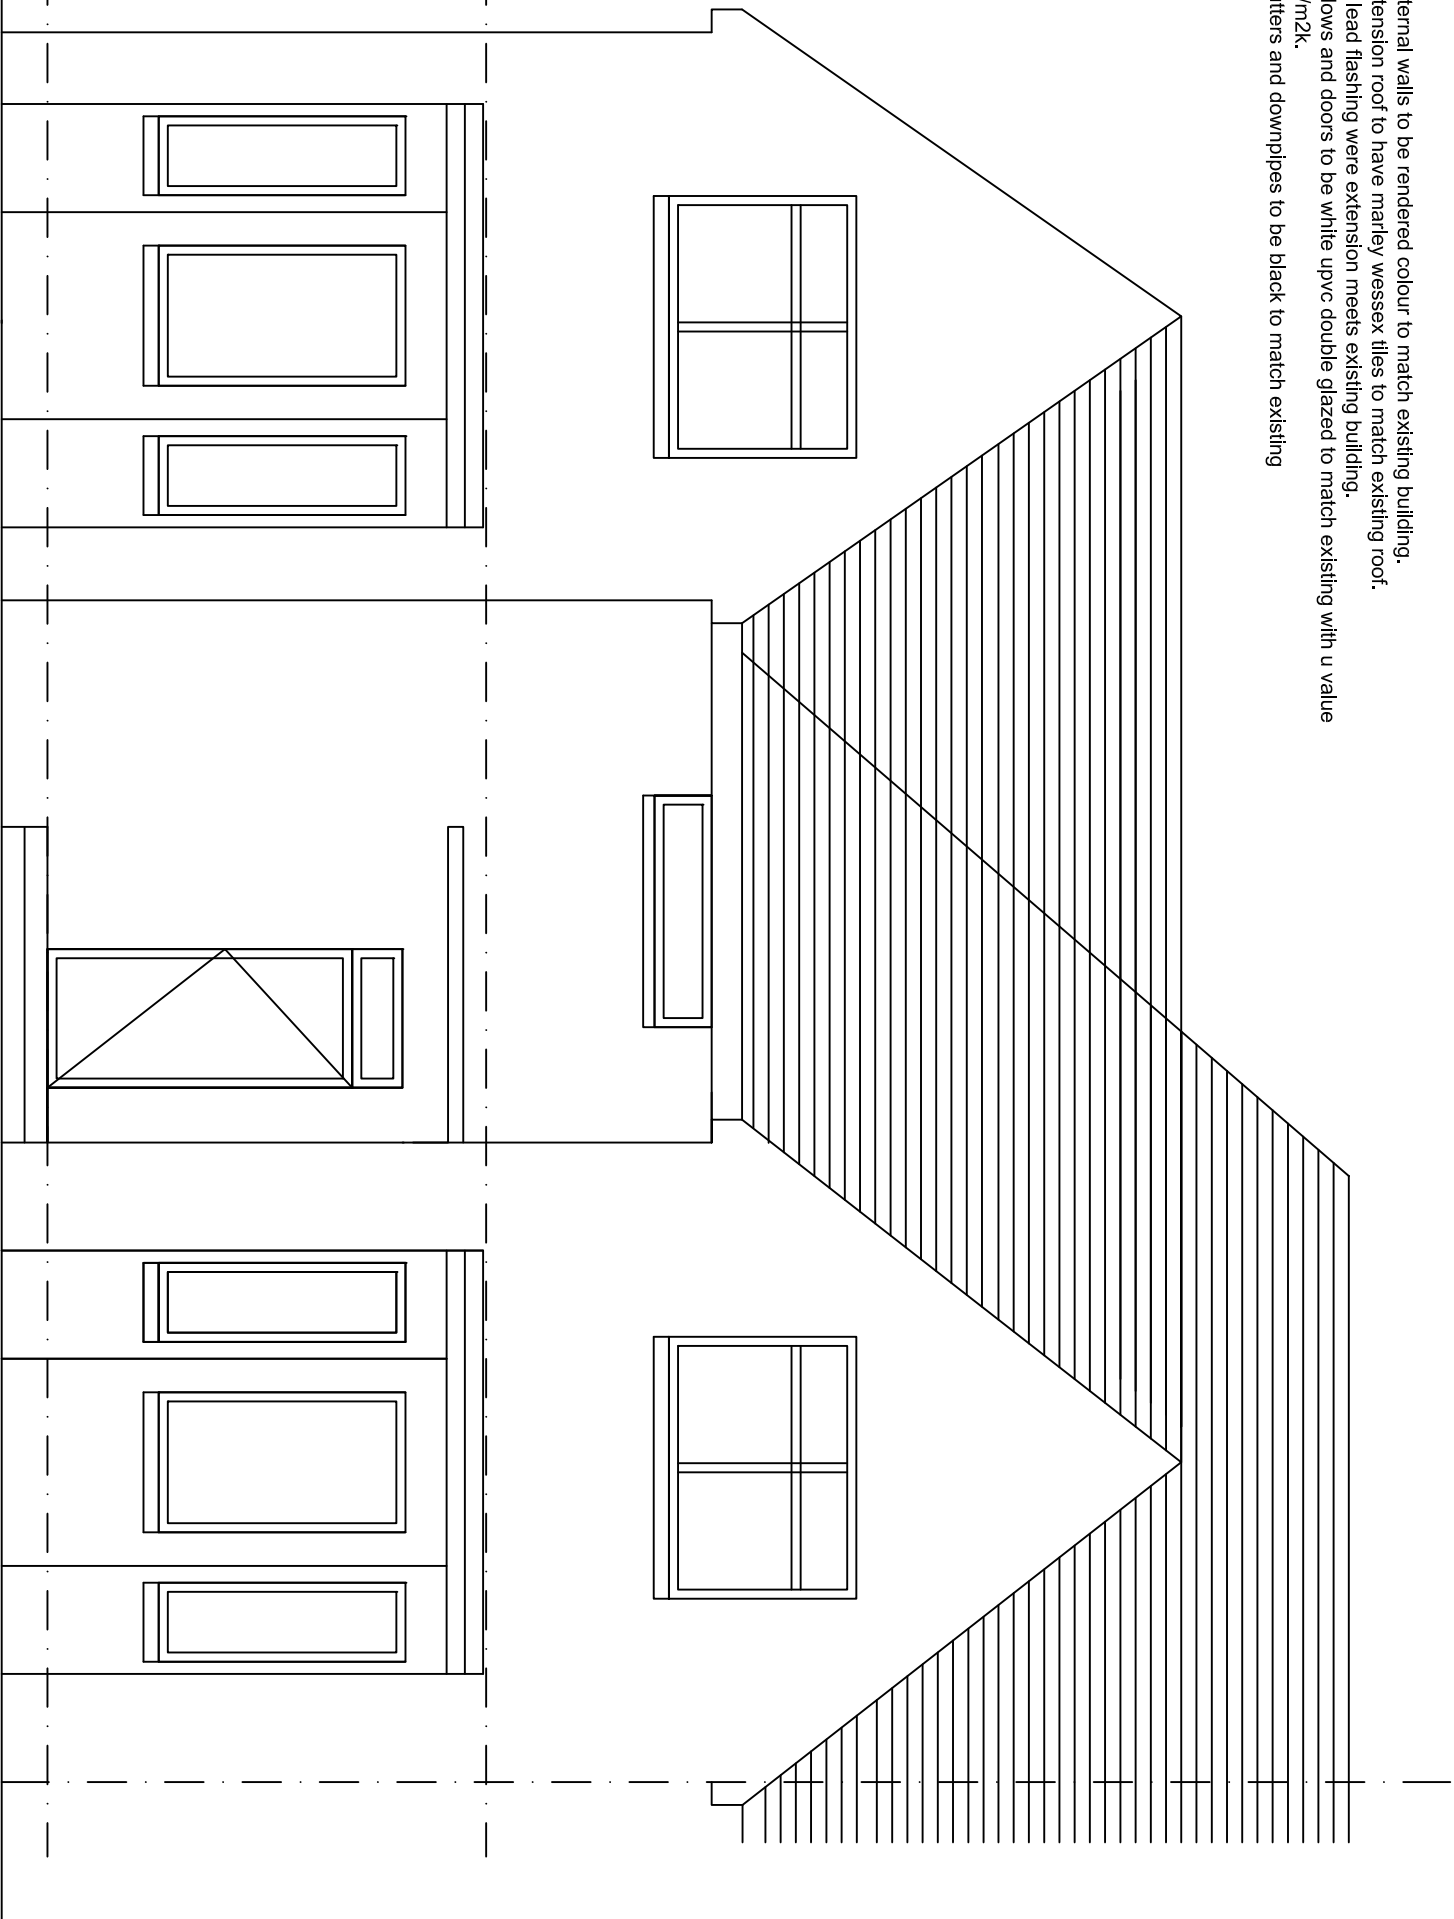 ternal walls to be rendered colour to match existing building.
tension roof to have marley wessex tiles to match existing roof.
lead flashing were extension meets existing building.
lows and doors to be white upvc double glazed to match existing with u value
/m2k.
tters and downpipes to be black to match existing